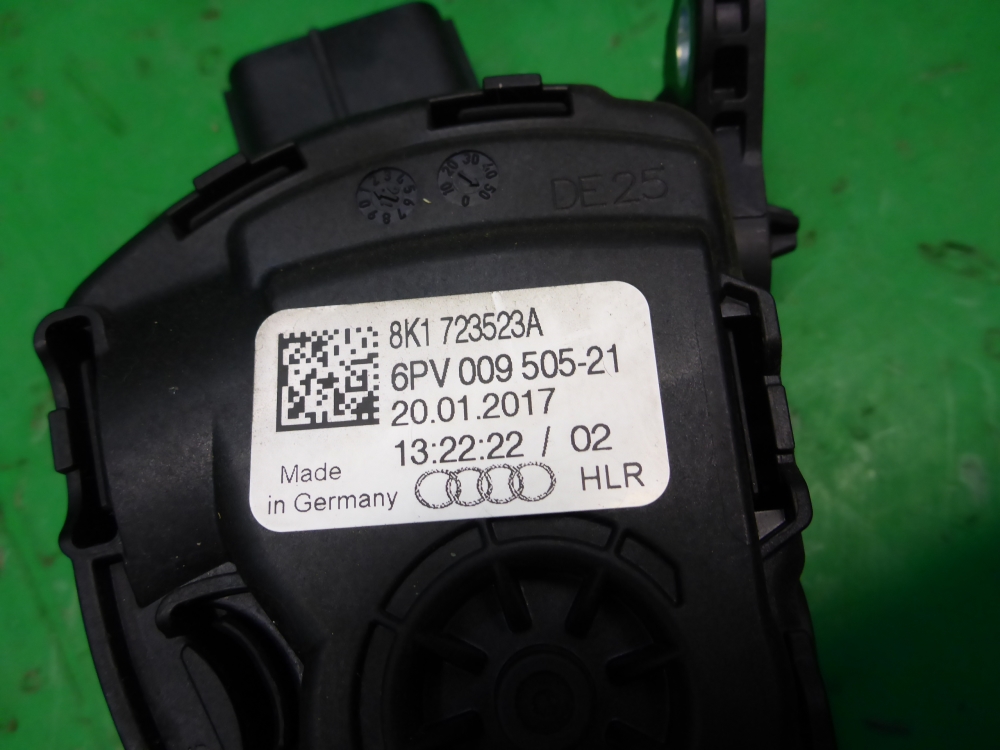 DE25
8K1 723523A
6PV 009 505-21
20.01.2017
13:22:22 / 02
Made
in Germany
HLR